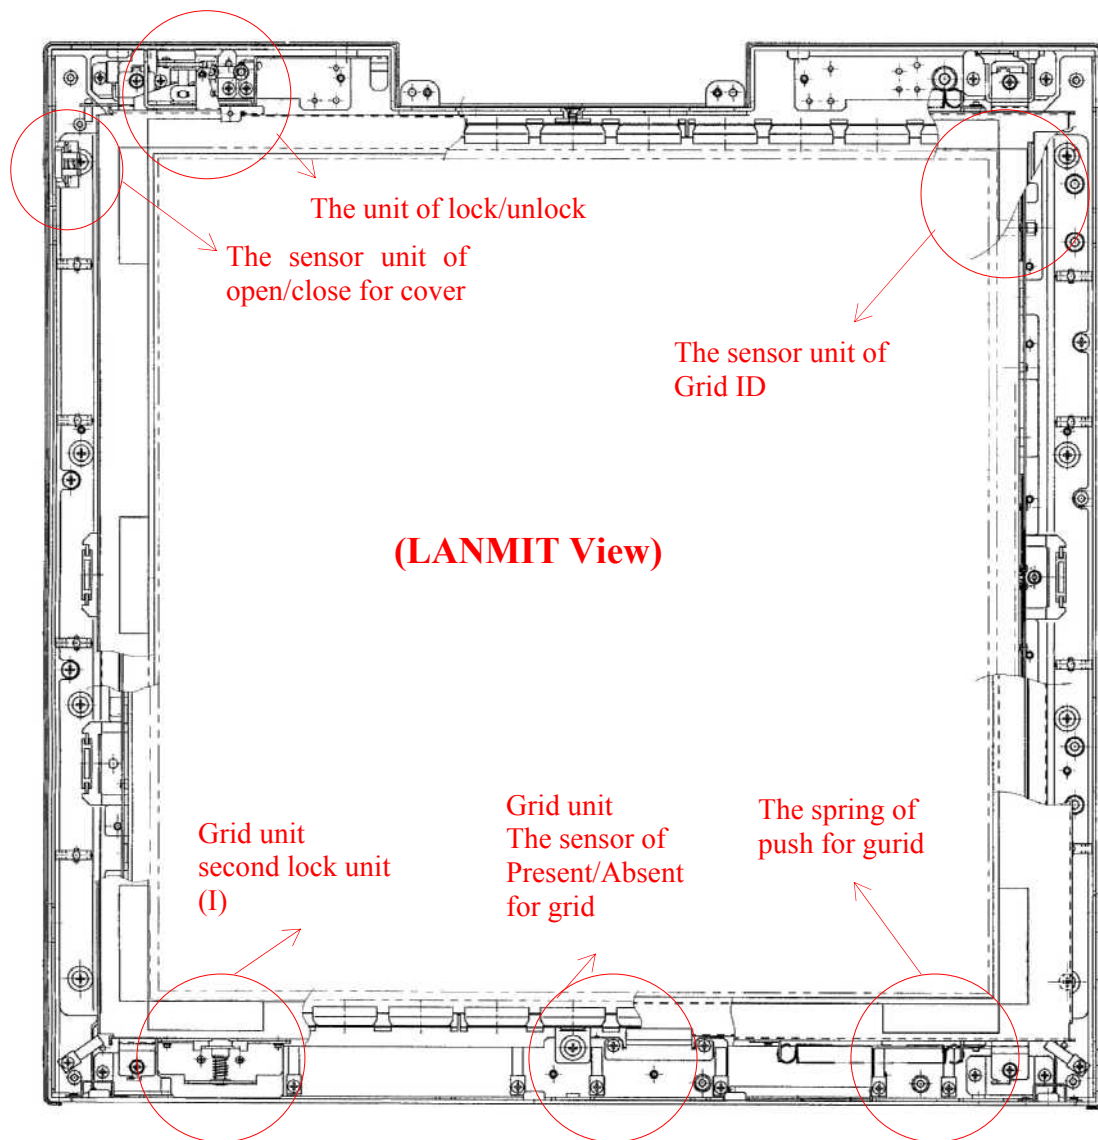 The unit of lock/unlock
The sensor unit of
open/close for cover
The sensor unit of
Grid ID
(LANMIT View)
Grid unit
second lock unit
(I)
Grid unit
The sensor of
Present/Absent
for grid
The spring of
push for gurid